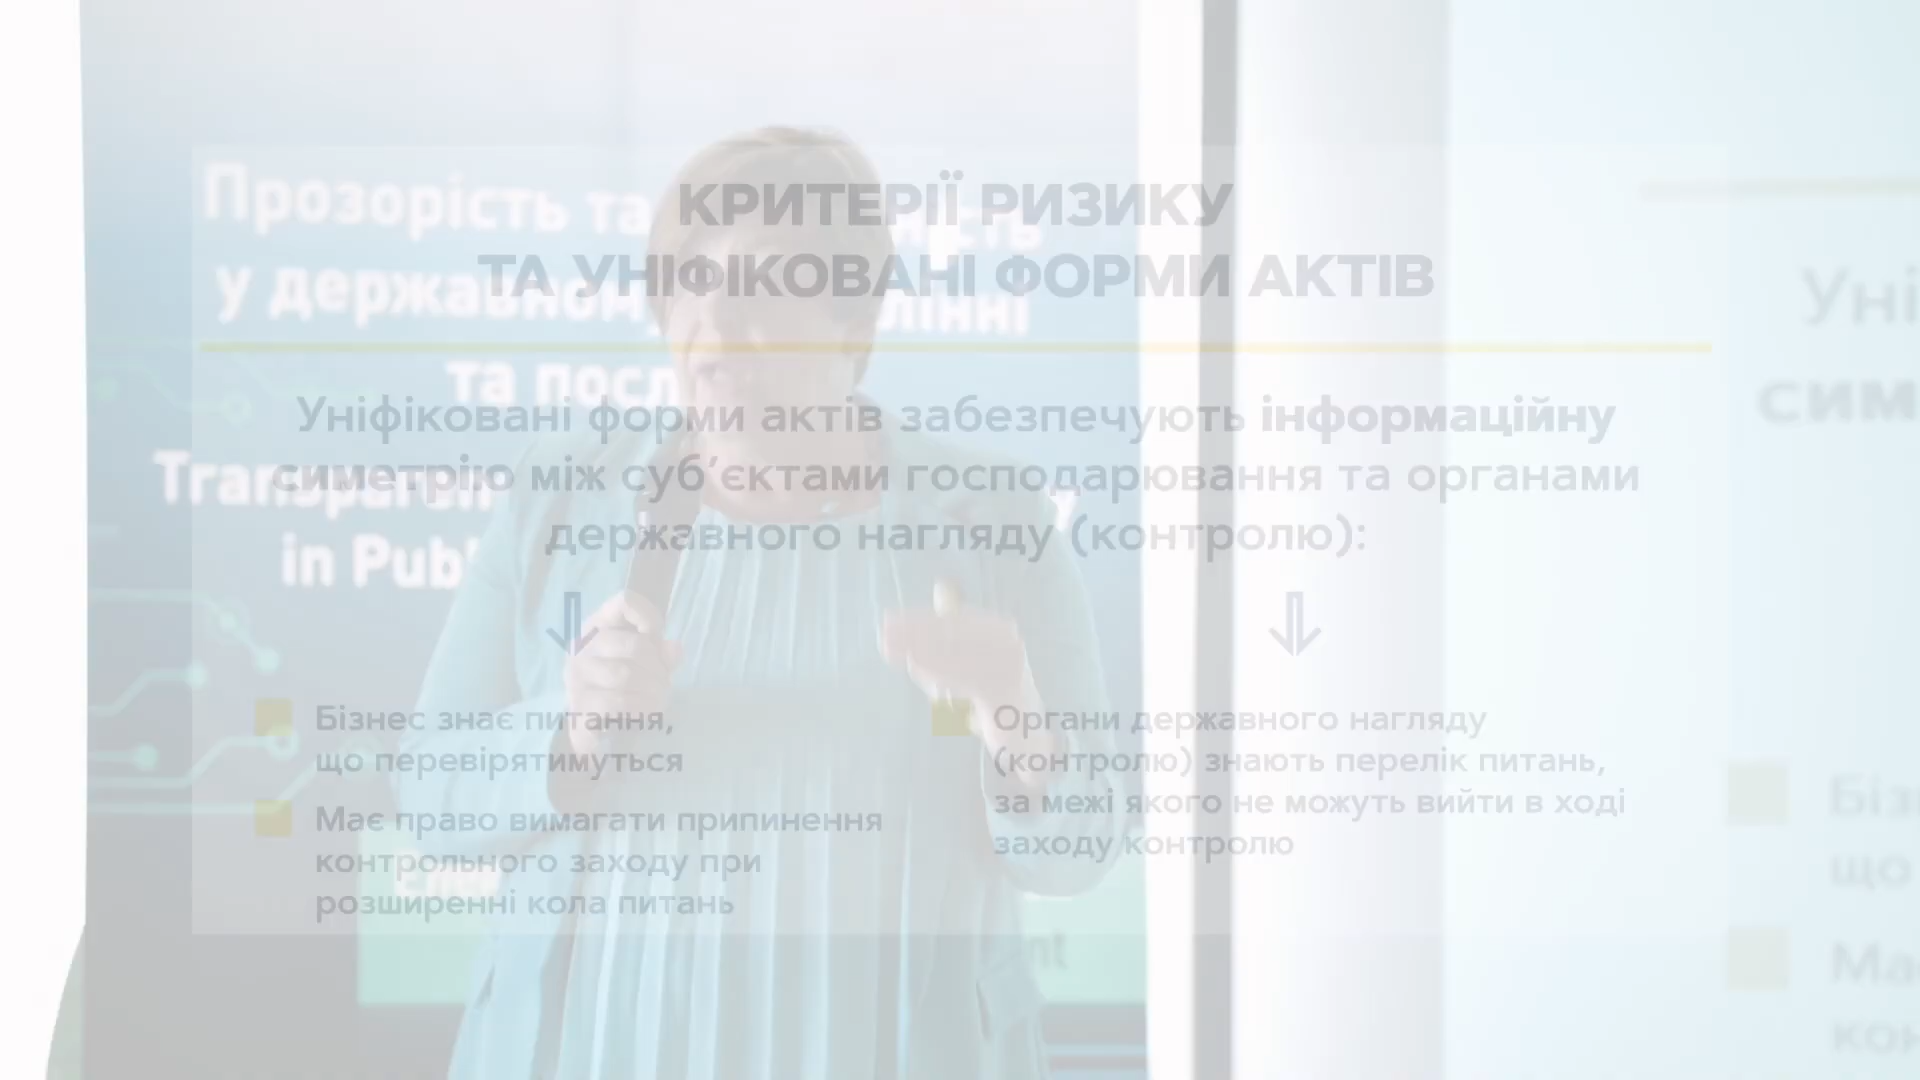 КРИТЕРІЇ РИЗИКУ
ТА УНІФІКОВАНІ ФОРМИ АКТІВ
Уніфіковані форми актів забезпечують інформаційну
симетрію між суб’єктами господарювання та органами
державного нагляду (контролю):
Бізнес знає питання,
що перевірятимуться
Має право вимагати припинення
контрольного заходу при
розширенні кола питань
Органи державного нагляду
(контролю) знають перелік питань,
за межі якого не можуть вийти в ході
заходу контролю
Прозорість та
у державному
та
in